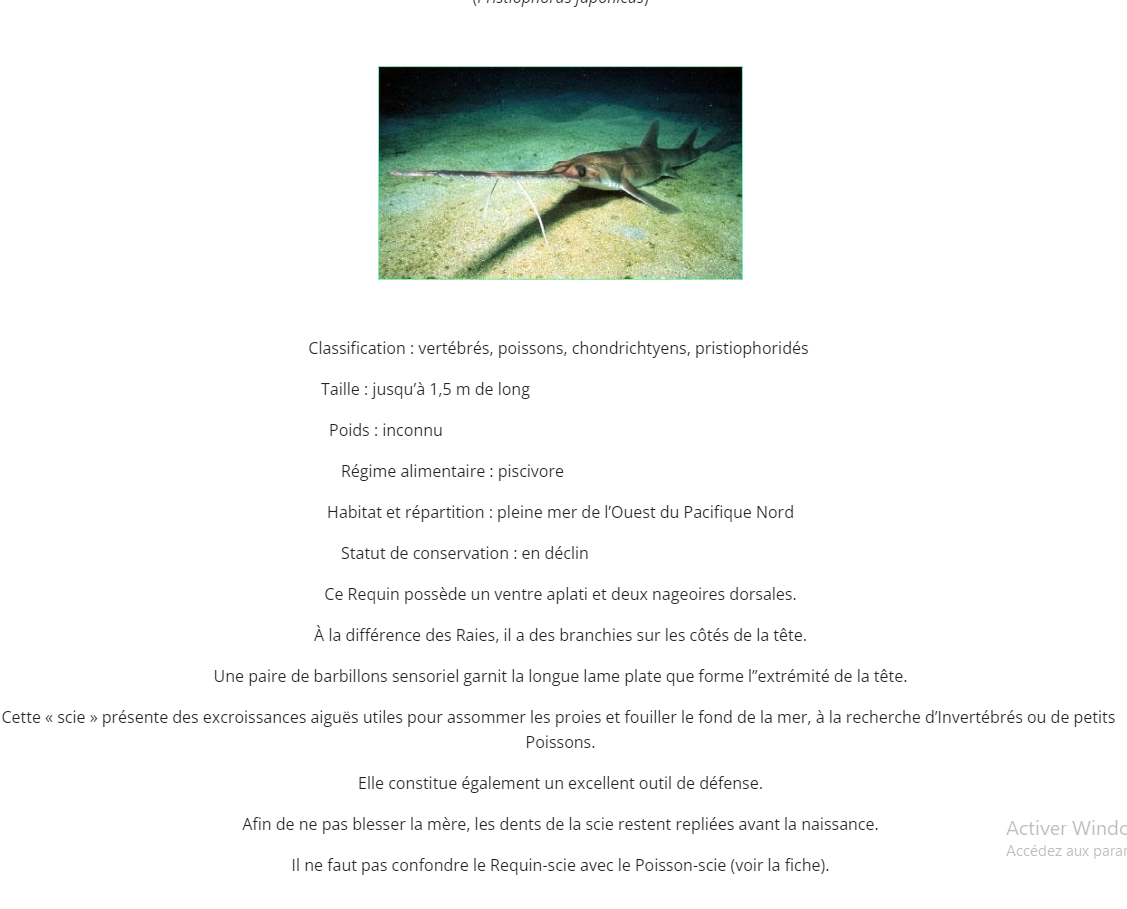 (Pristiophorus japonicus)
Classification : vertébrés, poissons, chondrichtyens, pristiophoridés
Taille : jusqu’à 1,5 m de long
Poids : inconnu
Régime alimentaire : piscivore
Habitat et répartition : pleine mer de l’Ouest du Pacifique Nord
Statut de conservation : en déclin
Ce Requin possède un ventre aplati et deux nageoires dorsales.
À la différence des Raies, il a des branchies sur les côtés de la tête.
Une paire de barbillons sensoriel garnit la longue lame plate que forme l’’extrémité de la tête.
Cette « scie » présente des excroissances aiguës utiles pour assommer les proies et fouiller le fond de la mer, à la recherche d’Invertébrés ou de petits
Poissons.
Elle constitue également un excellent outil de défense.
Afin de ne pas blesser la mère, les dents de la scie restent repliées avant la naissance.
Activer Windo
Accédez aux parar
Il ne faut pas confondre le Requin-scie avec le Poisson-scie (voir la fiche).